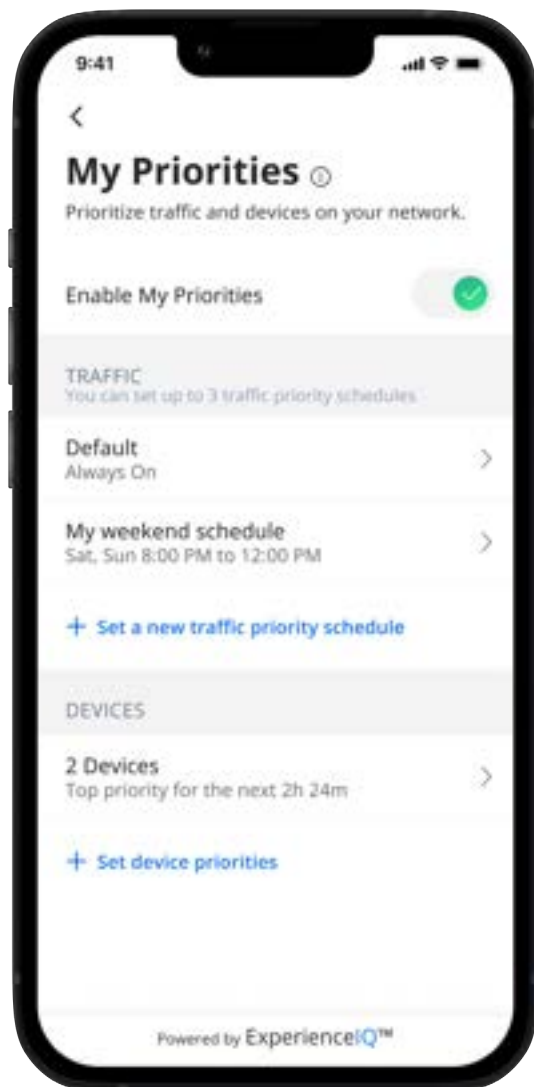 9:41
My Priorities
Prioritize traffic and devices on your network.
Enable My Priorities
TRAFFIC
You can set up to 3 traffic priority schedules
Default
Always On
My weekend schedule
Sat, Sun 8:00 PM to 12:00 PM
+ Set a new traffic priority schedule
DEVICES
2 Devices
Top priority for the next 2h 24m
+ Set device priorities
Powered by ExperienceIQ™